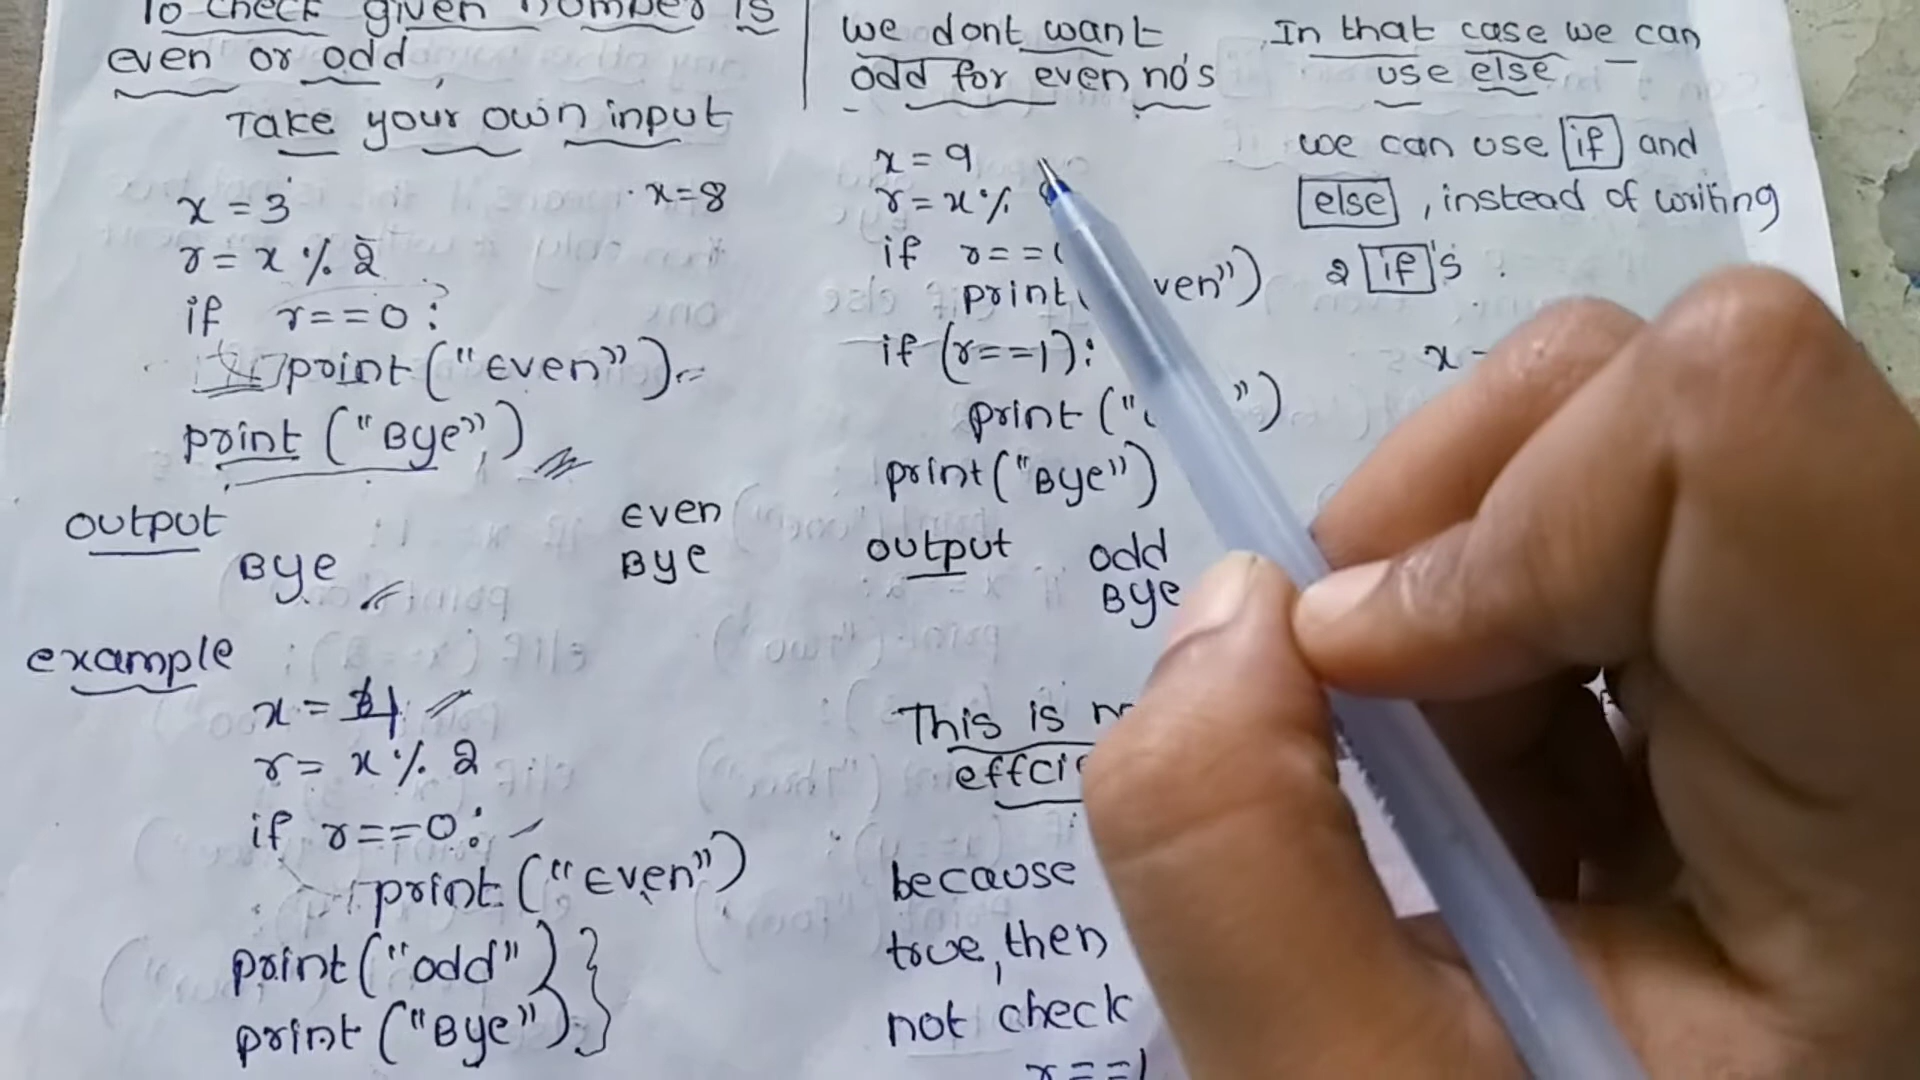 To check given number is
even or odd,
Take your own input
x = 3
x = 8
r = x % 2
if r==0:
print("Even")
print("Bye")
output
Bye
Even
Bye
example
x =
r = x % 2
if r==0:
print("Even")
print("odd")
print("Bye")
we dont want
odd for even no's
x = 9
r = x %
if r==
print(
if (r==1):
print("
print("Bye")
output
odd
Bye
This is
because
true, then
not check
r==1
In that case we can
use else
we can use if and
else, instead of writing
2 if's
x